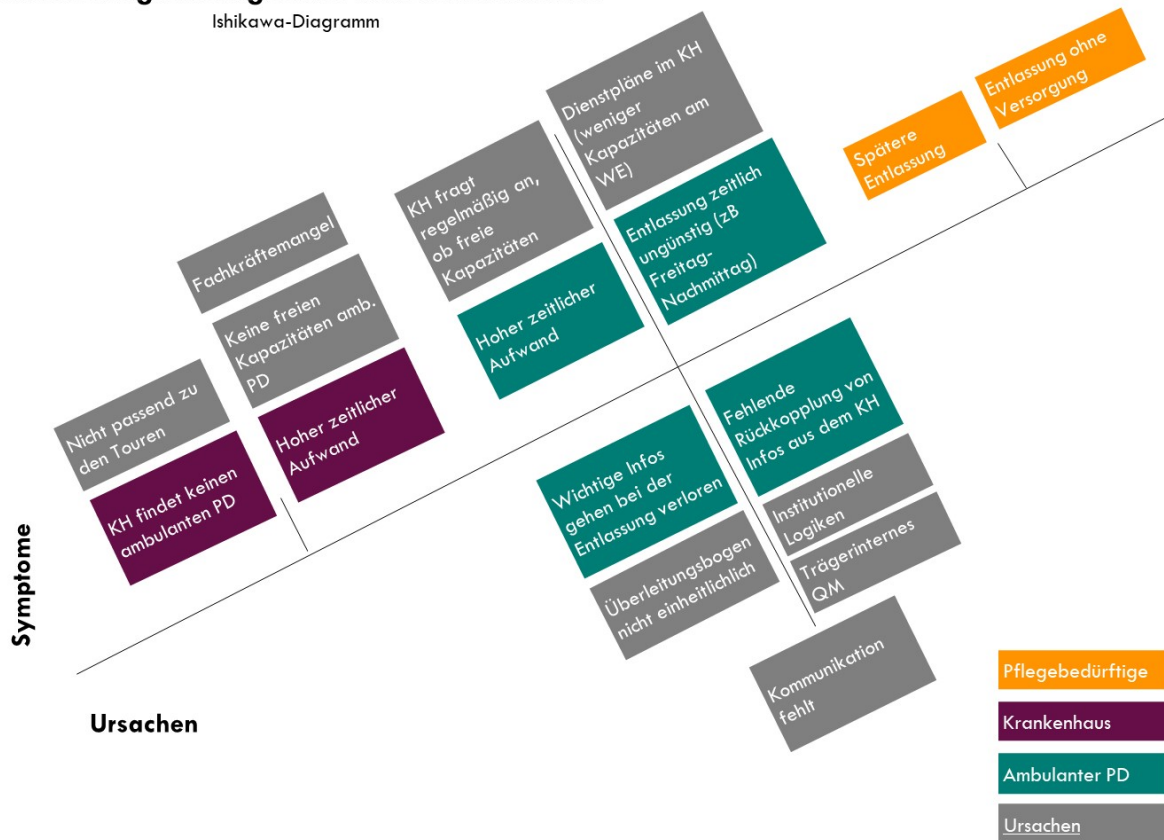 Ishikawa-Diagramm
Dienstpläne im KH
(weniger
Kapazitäten am
WE)
Entlassung ohne
Versorgung
Spätere
Entlassung
KH fragt
regelmäßig an,
ob freie
Kapazitäten
Entlassung zeitlich
ungünstig (zB
Freitag-
Nachmittag)
Fachkräftemangel
Keine freien
Kapazitäten amb.
PD
Hoher zeitlicher
Aufwand
Nicht passend zu
den Touren
Hoher zeitlicher
Aufwand
KH findet keinen
ambulanten PD
Fehlende
Rückkopplung von
Infos aus dem KH
Wichtige Infos
gehen bei der
Entlassung verloren
Institutionelle
Logiken
Überleitungsbogen
nicht einheitlichlich
Trägerinternes
QM
Kommunikation
fehlt
Symptome
Ursachen
Pflegebedürftige
Krankenhaus
Ambulanter PD
Ursachen